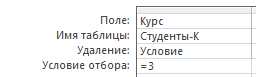 Поле: Курс
Имя таблицы: Студенты-К
Удаление: Условие
Условие отбора: =3